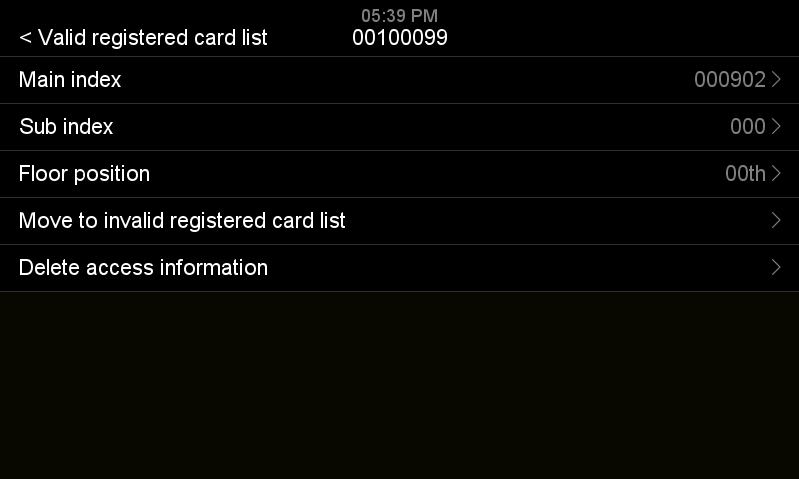 05:39 PM
< Valid registered card list 00100099
Main index 000902 >
Sub index 000 >
Floor position 00th >
Move to invalid registered card list >
Delete access information >